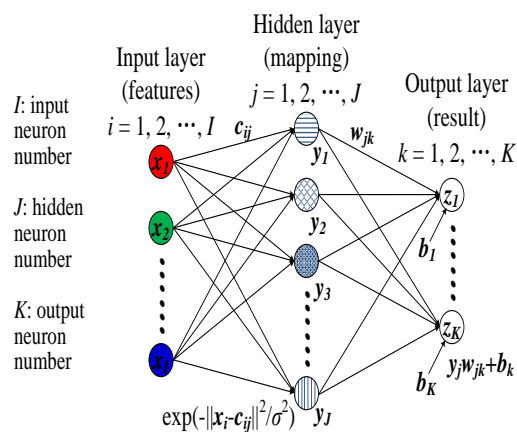 Hidden layer
(mapping)
j = 1, 2, ···, J
Input layer
(features)
i = 1, 2, ···, I
Output layer
(result)
k = 1, 2, ···, K
I: input
neuron
number
J: hidden
neuron
number
K: output
neuron
number
c_ij
w_jk
x_1
x_2
x_I
y_1
y_2
y_3
y_J
z_1
z_K
b_1
b_K
y_j w_jk+b_k
exp(-||x_i-c_ij||²/σ²)